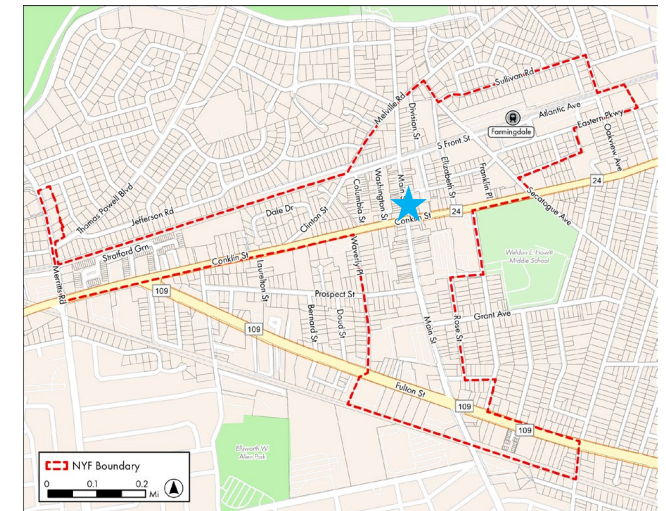 Sullivan Rd
Melville Rd
Division St
Atlantic Ave
Farmingdale
Eastern Pkwy
S Front St
Oakview Ave
Elizabeth St
Franklin Pl
Main
Washington St
Columbia St
24
Secatogue Ave
Thomas Powell Blvd
Jefferson Rd
Dale Dr
Clinton St
Conklin St
24
Stratford Grn
Conklin St
Waverly Pl
Weldon E. Howitt
Middle School
Merritts Rd
Laurelton St
109
Prospect St
Grant Ave
109
Bernard St
Doud St
Main St
Rose St
Fulton St
109
109
Ellsworth W.
Allen Park
NYF Boundary
0 0.1 0.2
Mi